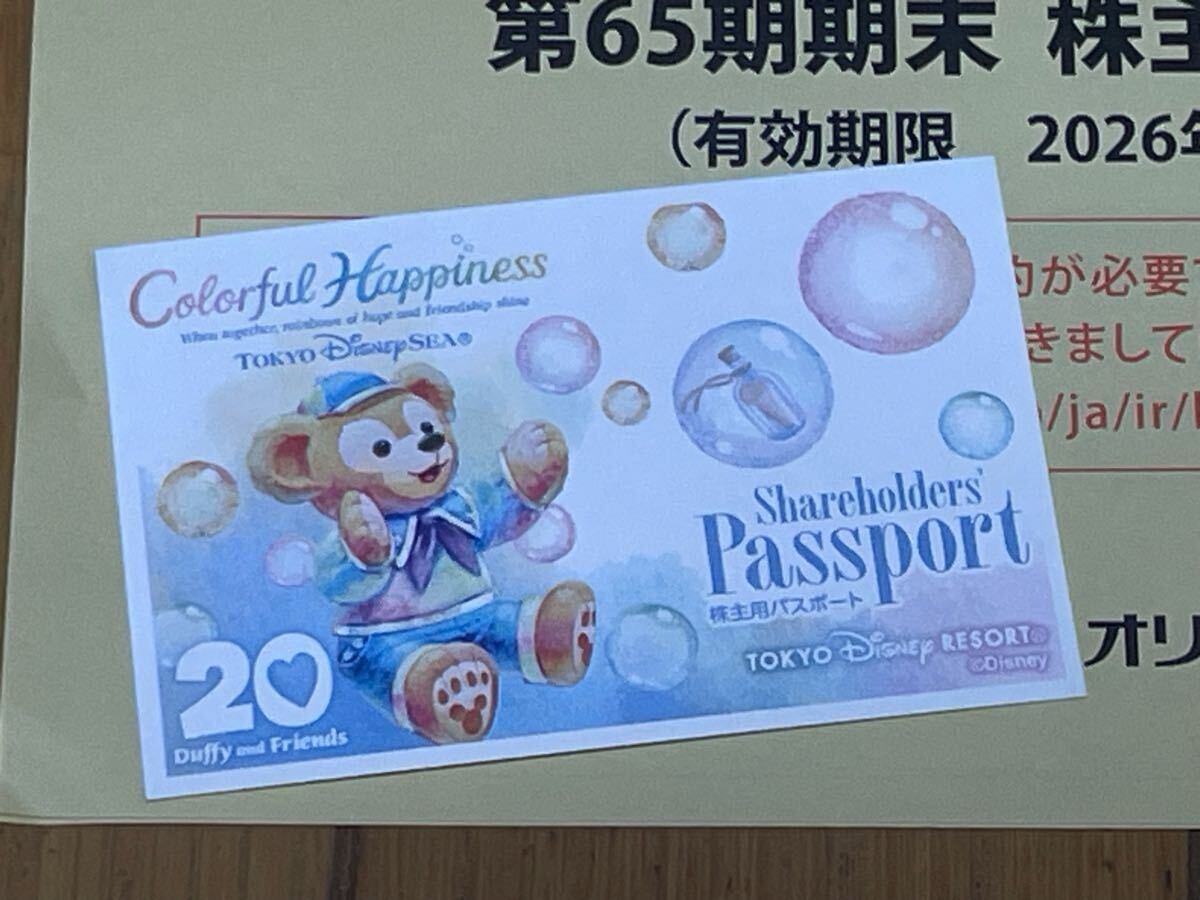 第65期期末 株主
（有効期限 2026年
Colorful Happiness
When together, rainbows of hope and friendship shine
TOKYO DISNEYSEA®
約が必要
きまして
/ja/ir/
Shareholders'
Passport
株主用パスポート
TOKYO DISNEY RESORT®
©Disney
オリ
20
Duffy and Friends